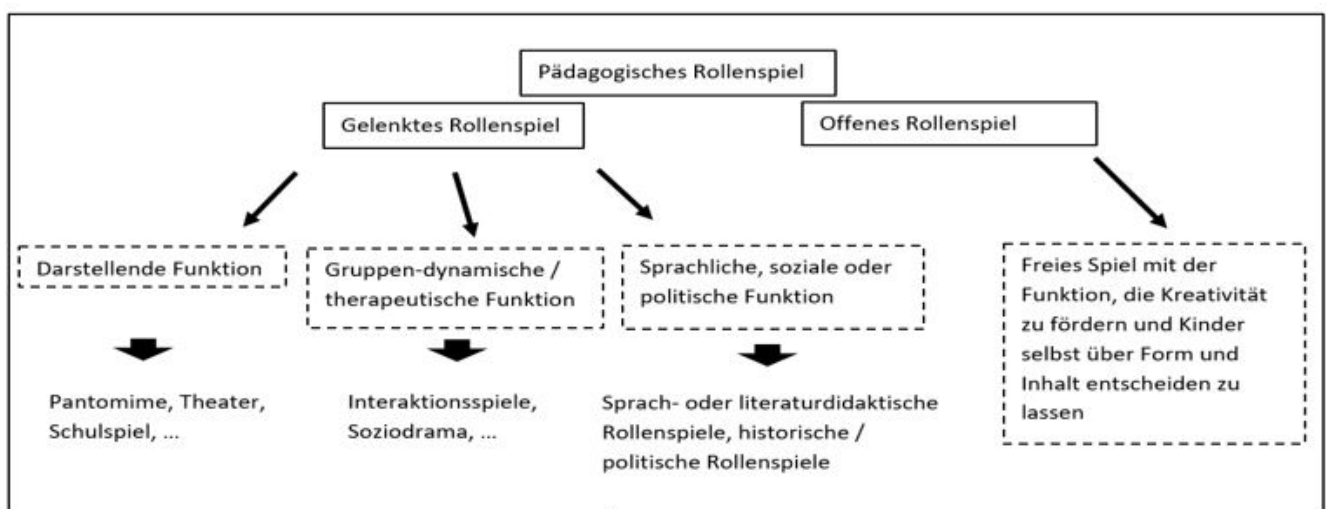 Pädagogisches Rollenspiel
Gelenktes Rollenspiel
Offenes Rollenspiel
Darstellende Funktion
Gruppen-dynamische /
therapeutische Funktion
Sprachliche, soziale oder
politische Funktion
Freies Spiel mit der
Funktion, die Kreativität
zu fördern und Kinder
selbst über Form und
Inhalt entscheiden zu
lassen
Pantomime, Theater,
Schulspiel, ...
Interaktionsspiele,
Soziodrama, ...
Sprach- oder literaturdidaktische
Rollenspiele, historische /
politische Rollenspiele